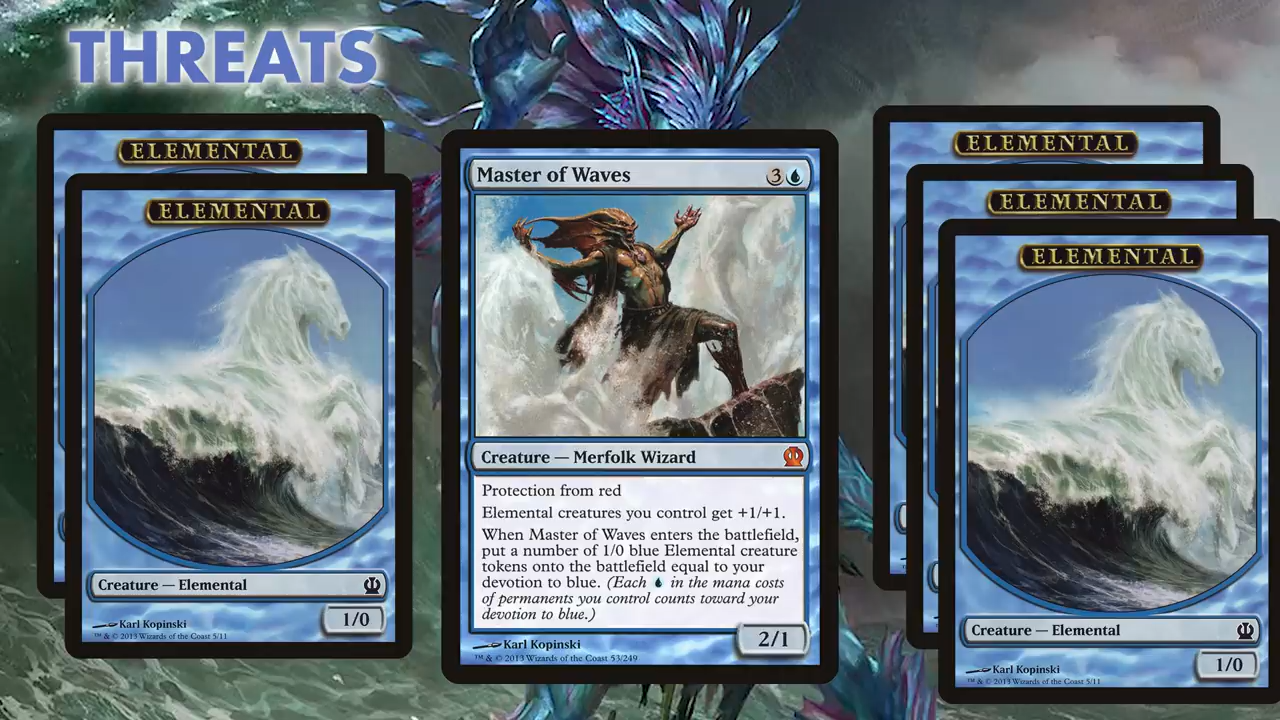 THREATS
ELEMENTAL
ELEMENTAL
Creature — Elemental
1/0
Karl Kopinski
™ & © 2013 Wizards of the Coast 5/11
Master of Waves
3
Creature — Merfolk Wizard
Protection from red
Elemental creatures you control get +1/+1.
When Master of Waves enters the battlefield,
put a number of 1/0 blue Elemental creature
tokens onto the battlefield equal to your
devotion to blue. (Each in the mana costs
of permanents you control counts toward your
devotion to blue.)
2/1
Karl Kopinski
™ & © 2013 Wizards of the Coast 53/249
ELEMENTAL
ELEMENTAL
ELEMENTAL
Creature — Elemental
1/0
Karl Kopinski
™ & © 2013 Wizards of the Coast 5/11